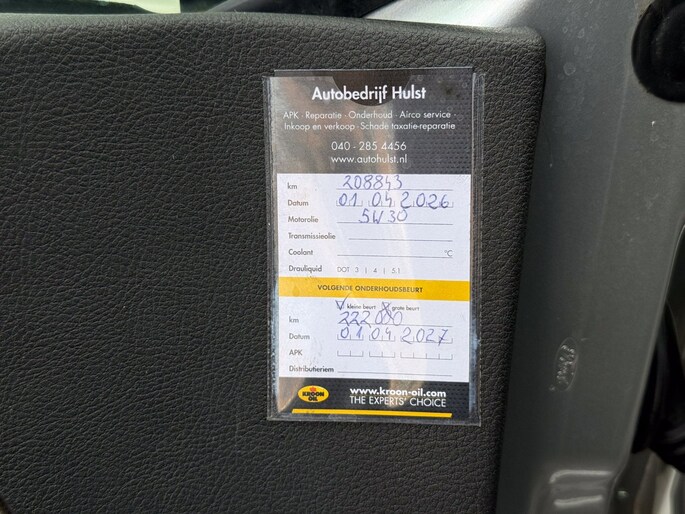 Autobedrijf Hulst
APK · Reparatie · Onderhoud · Airco service ·
Inkoop en verkoop · Schade taxatie-reparatie
040 - 285 4456
www.autohulst.nl
km 208843
Datum 01 04 2026
Motorolie 5W30
Transmissieolie
Coolant °C
Drauliquid DOT 3 | 4 | 5.1
VOLGENDE ONDERHOUDSBEURT
kleine beurt grote beurt
km 222000
Datum 01 04 2027
APK
Distributieriem
KROON OIL
www.kroon-oil.com
THE EXPERTS' CHOICE
Ford